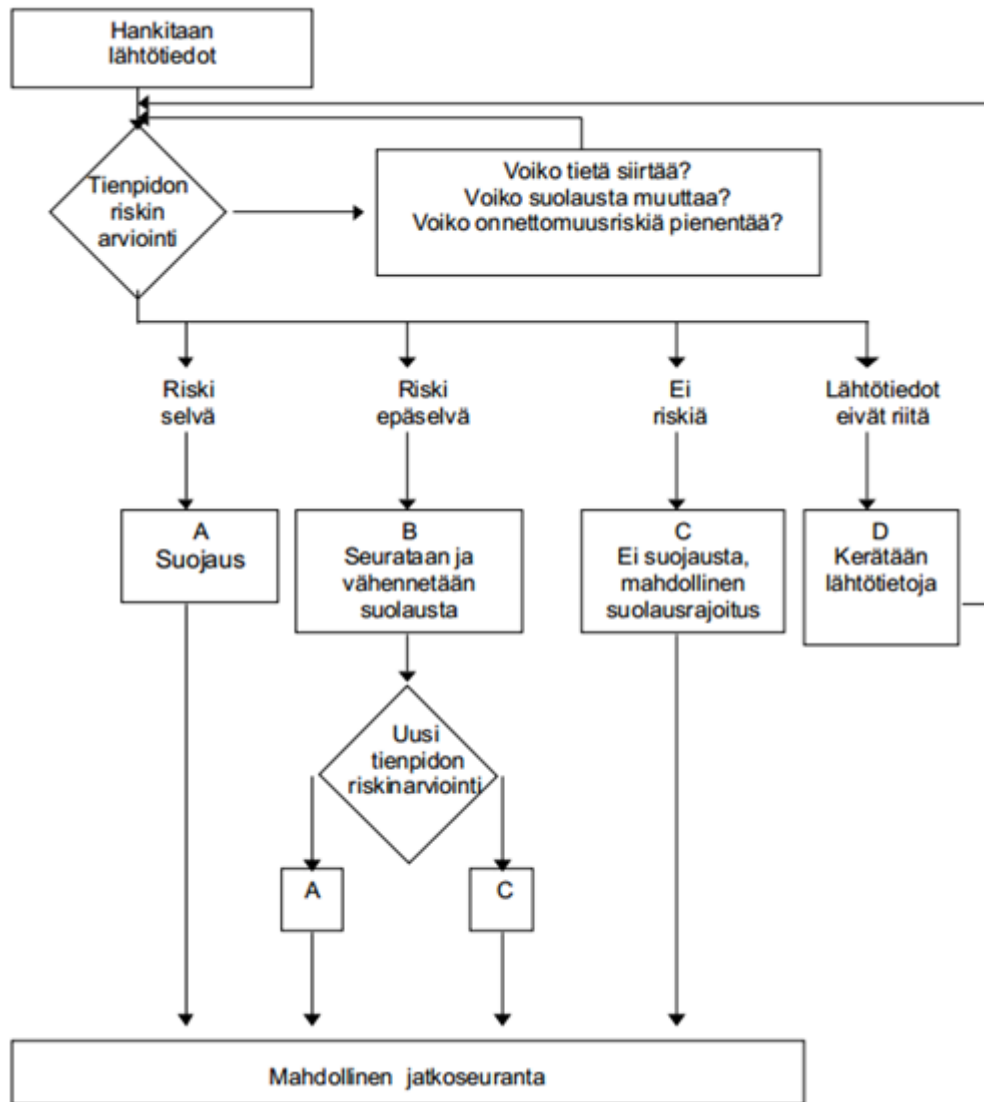 Hankitaan
lähtötiedot
Tienpidon
riskin
arviointi
Voiko tietä siirtää?
Voiko suolausta muuttaa?
Voiko onnettomuusriskiä pienentää?
Riski
selvä
Riski
epäselvä
Ei
riskiä
Lähtötiedot
eivät riitä
A
Suojaus
B
Seurataan ja
vähennetään
suolausta
C
Ei suojausta,
mahdollinen
suolausrajoitus
D
Kerätään
lähtötietoja
Uusi
tienpidon
riskinarviointi
A
C
Mahdollinen jatkoseuranta